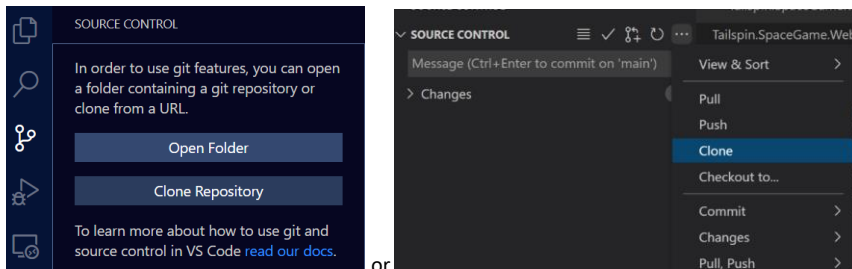 SOURCE CONTROL
In order to use git features, you can open
a folder containing a git repository or
clone from a URL.
Open Folder
Clone Repository
To learn more about how to use git and
source control in VS Code read our docs.
or
SOURCE CONTROL
Tailspin.SpaceGame.Web
Message (Ctrl+Enter to commit on 'main')
Changes
View & Sort
Pull
Push
Clone
Checkout to...
Commit
Changes
Pull, Push